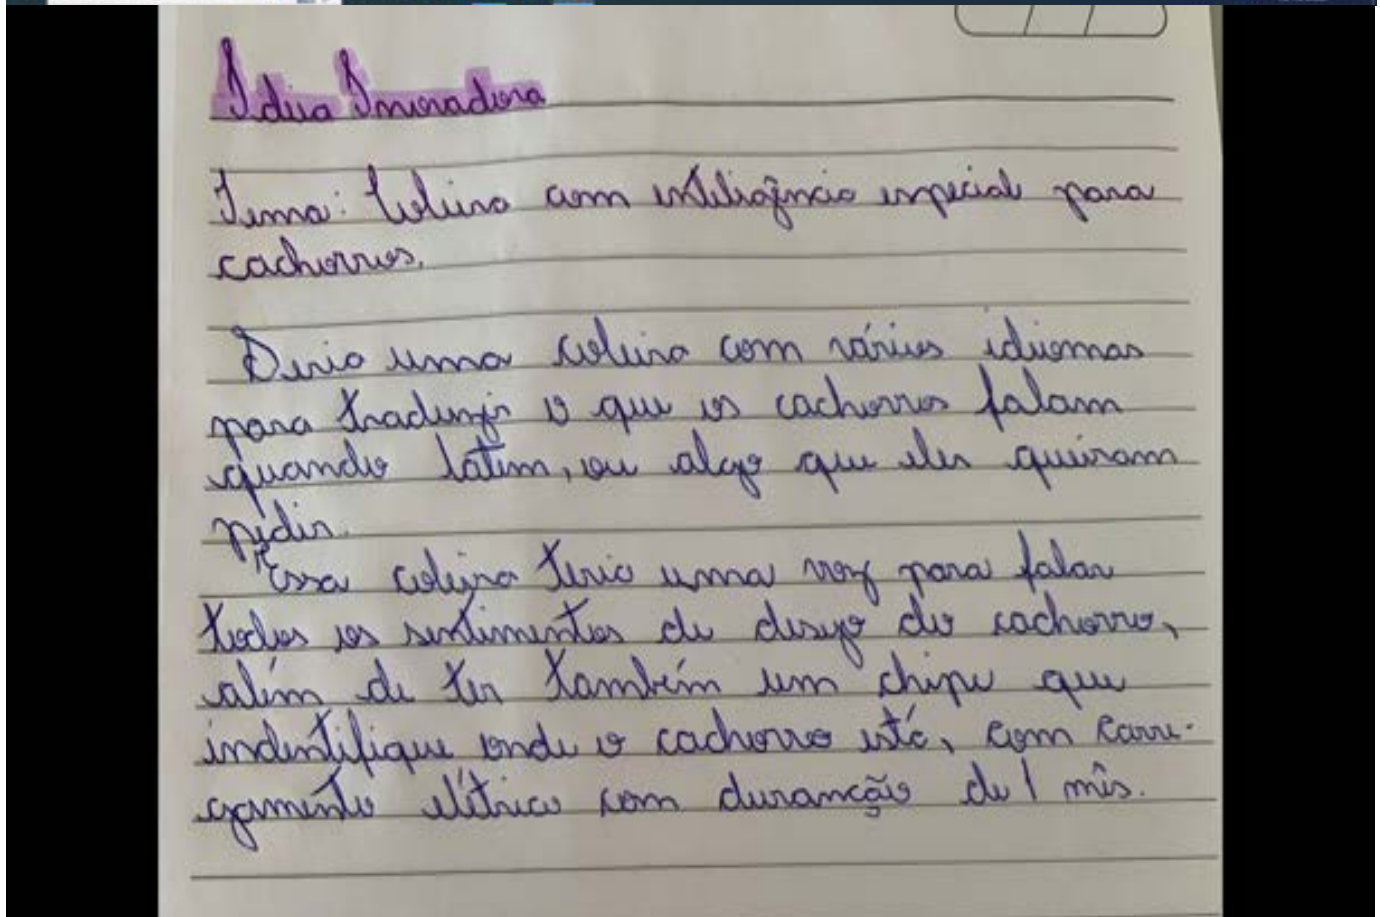 Ideia Inovadora
Tema: Coleira com inteligência especial para
cachorros.
Seria uma coleira com vários idiomas
para traduzir o que os cachorros falam
quando latem, ou algo que eles queiram
pedir.
Essa coleira teria uma voz para falar
todos os sentimentos de desejo do cachorro,
além de ter também um chipe que
indentifique onde o cachorro está, com carre-
gamento elétrico com durançāo de 1 mês.